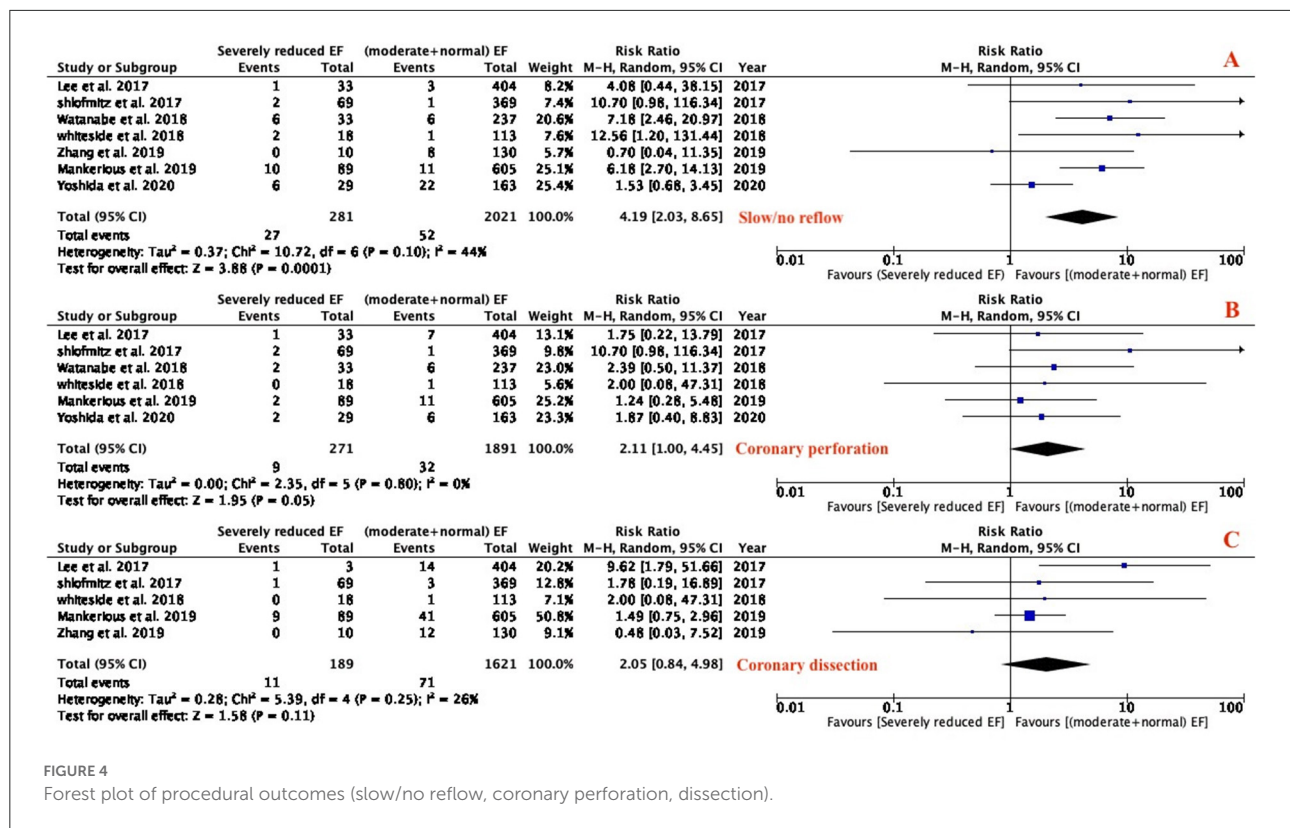 Severely reduced EF (moderate+normal) EF Risk Ratio Risk Ratio A
Study or Subgroup Events Total Events Total Weight M-H, Random, 95% CI Year M-H, Random, 95% CI
Lee et al. 2017 1 33 3 404 8.2% 4.08 [0.44, 38.15] 2017
shlofmitz et al. 2017 2 69 1 369 7.4% 10.70 [0.98, 116.34] 2017
Watanabe et al. 2018 6 33 6 237 20.6% 7.18 [2.46, 20.97] 2018
whiteside et al. 2018 2 18 1 113 7.6% 12.56 [1.20, 131.44] 2018
Zhang et al. 2019 0 10 8 130 5.7% 0.70 [0.04, 11.35] 2019
Mankerious et al. 2019 10 89 11 605 25.1% 6.18 [2.70, 14.13] 2019
Yoshida et al. 2020 6 29 22 163 25.4% 1.53 [0.68, 3.45] 2020
Total (95% CI) 281 2021 100.0% 4.19 [2.03, 8.65] Slow/no reflow
Total events 27 52
Heterogeneity: Tau² = 0.37; Chi² = 10.72, df = 6 (P = 0.10); I² = 44%
Test for overall effect: Z = 3.88 (P = 0.0001)
0.01 0.1 1 10 100
Favours (Severely reduced EF) Favours [(moderate+normal) EF]
Severely reduced EF (moderate+normal) EF Risk Ratio Risk Ratio B
Study or Subgroup Events Total Events Total Weight M-H, Random, 95% CI Year M-H, Random, 95% CI
Lee et al. 2017 1 33 7 404 13.1% 1.75 [0.22, 13.79] 2017
shlofmitz et al. 2017 2 69 1 369 9.8% 10.70 [0.98, 116.34] 2017
Watanabe et al. 2018 2 33 6 237 23.0% 2.39 [0.50, 11.37] 2018
whiteside et al. 2018 0 18 1 113 5.6% 2.00 [0.08, 47.31] 2018
Mankerious et al. 2019 2 89 11 605 25.2% 1.24 [0.28, 5.48] 2019
Yoshida et al. 2020 2 29 6 163 23.3% 1.87 [0.40, 8.83] 2020
Total (95% CI) 271 1891 100.0% 2.11 [1.00, 4.45] Coronary perforation
Total events 9 32
Heterogeneity: Tau² = 0.00; Chi² = 2.35, df = 5 (P = 0.80); I² = 0%
Test for overall effect: Z = 1.95 (P = 0.05)
0.01 0.1 1 10 100
Favours [Severely reduced EF] Favours [(moderate+normal) EF]
Severely reduced EF (moderate+normal) EF Risk Ratio Risk Ratio C
Study or Subgroup Events Total Events Total Weight M-H, Random, 95% CI Year M-H, Random, 95% CI
Lee et al. 2017 1 3 14 404 20.2% 9.62 [1.79, 51.66] 2017
shlofmitz et al. 2017 1 69 3 369 12.8% 1.78 [0.19, 16.89] 2017
whiteside et al. 2018 0 18 1 113 7.1% 2.00 [0.08, 47.31] 2018
Mankerious et al. 2019 9 89 41 605 50.8% 1.49 [0.75, 2.96] 2019
Zhang et al. 2019 0 10 12 130 9.1% 0.48 [0.03, 7.52] 2019
Total (95% CI) 189 1621 100.0% 2.05 [0.84, 4.98] Coronary dissection
Total events 11 71
Heterogeneity: Tau² = 0.28; Chi² = 5.39, df = 4 (P = 0.25); I² = 26%
Test for overall effect: Z = 1.58 (P = 0.11)
0.01 0.1 1 10 100
Favours [Severely reduced EF] Favours [(moderate+normal) EF]
FIGURE 4
Forest plot of procedural outcomes (slow/no reflow, coronary perforation, dissection).